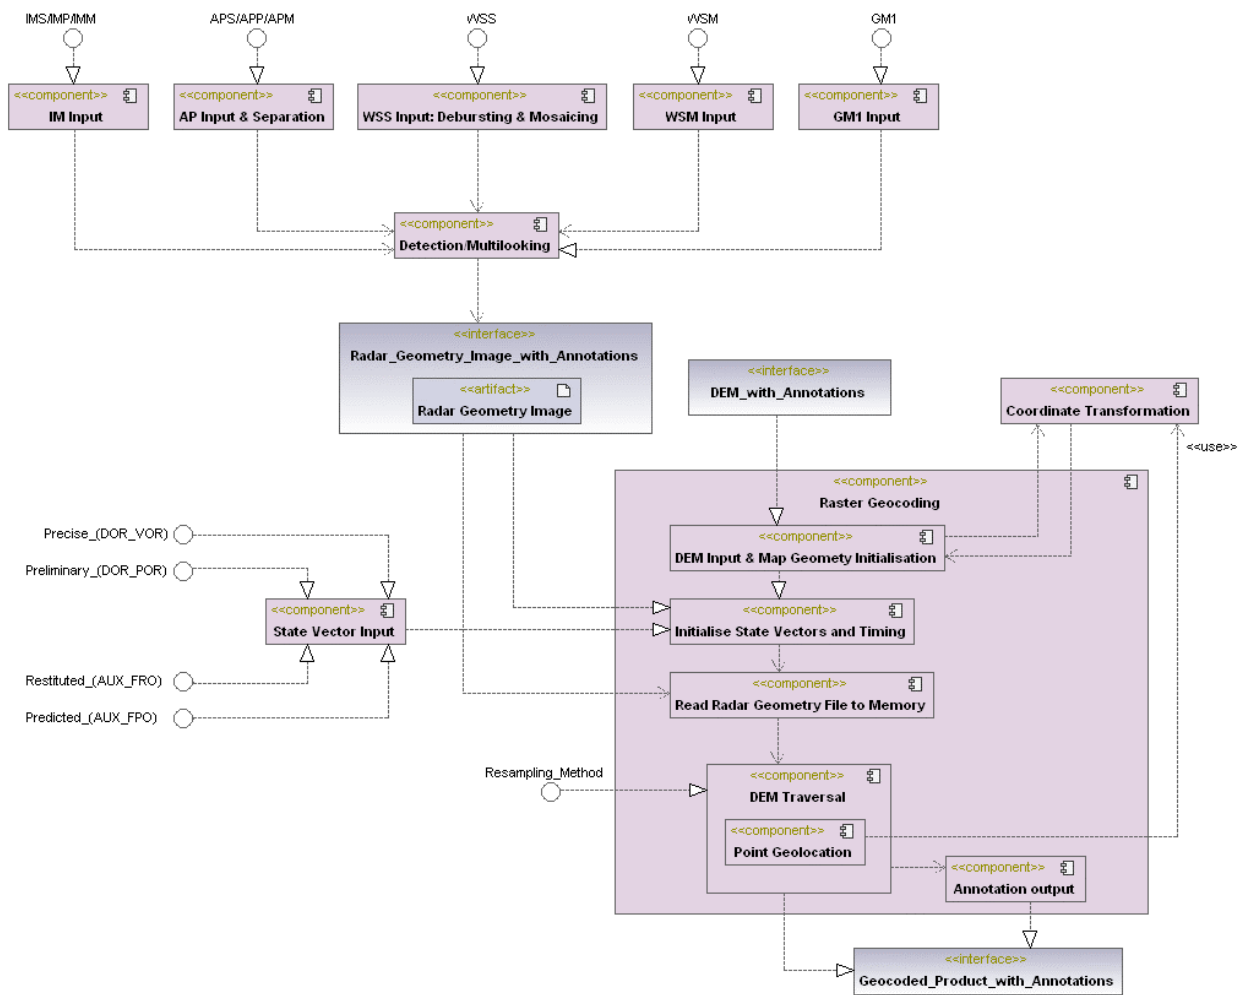 IMS/IMP/IMM
APS/APP/APM
WSS
WSM
GM1
<<component>>
IM Input
<<component>>
AP Input & Separation
<<component>>
WSS Input: Debursting & Mosaicing
<<component>>
WSM Input
<<component>>
GM1 Input
<<component>>
Detection/Multilooking
<<interface>>
Radar_Geometry_Image_with_Annotations
<<artifact>>
Radar Geometry Image
<<interface>>
DEM_with_Annotations
<<component>>
Coordinate Transformation
<<use>>
<<component>>
Raster Geocoding
<<component>>
DEM Input & Map Geomety Initialisation
Precise_(DOR_VOR)
Preliminary_(DOR_POR)
<<component>>
State Vector Input
Restituted_(AUX_FRO)
Predicted_(AUX_FPO)
<<component>>
Initialise State Vectors and Timing
<<component>>
Read Radar Geometry File to Memory
Resampling_Method
<<component>>
DEM Traversal
<<component>>
Point Geolocation
<<component>>
Annotation output
<<interface>>
Geocoded_Product_with_Annotations